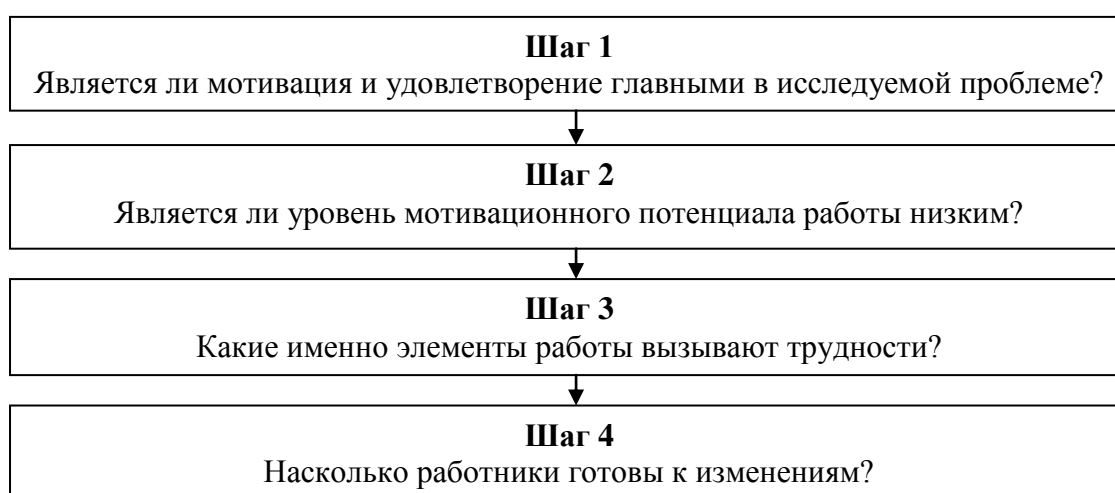 Шаг 1
Является ли мотивация и удовлетворение главными в исследуемой проблеме?
Шаг 2
Является ли уровень мотивационного потенциала работы низким?
Шаг 3
Какие именно элементы работы вызывают трудности?
Шаг 4
Насколько работники готовы к изменениям?